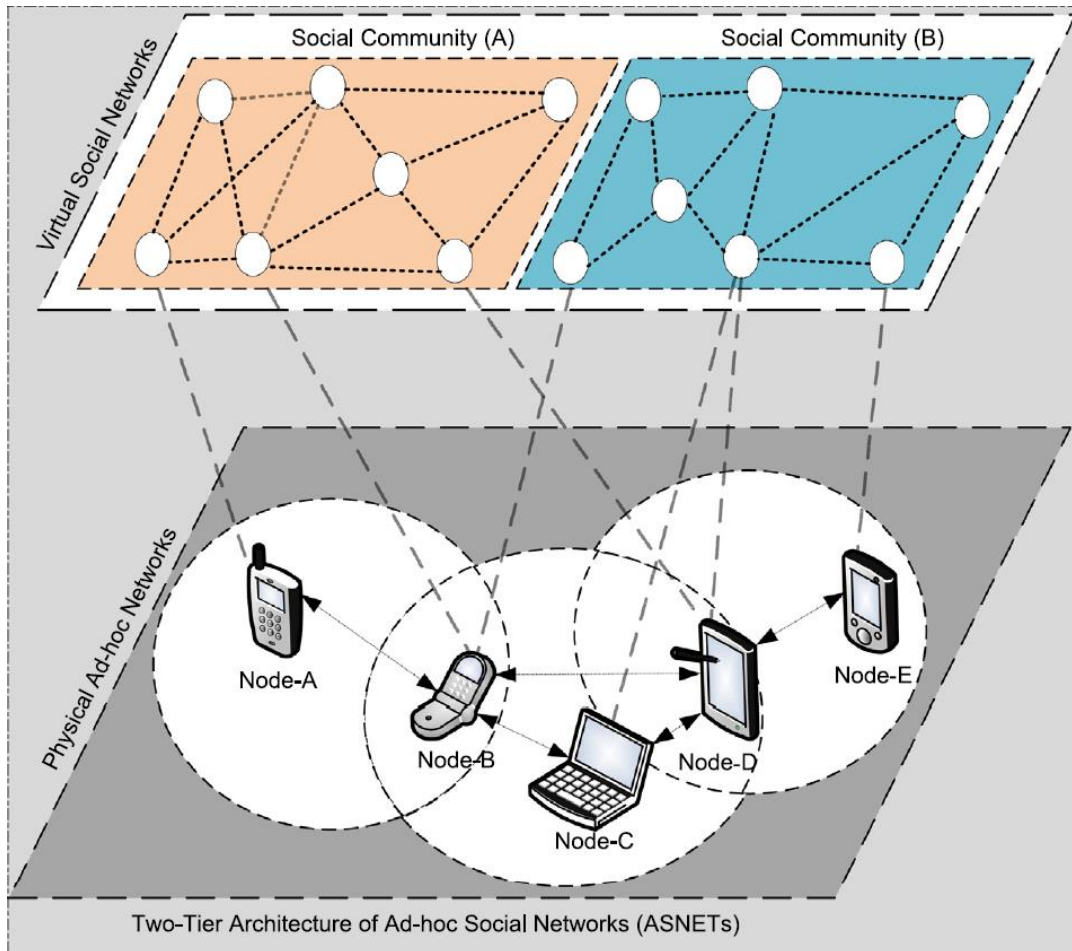 Social Community (A)
Social Community (B)
Virtual Social Networks
Physical Ad-hoc Networks
Node-A
Node-B
Node-C
Node-D
Node-E
Two-Tier Architecture of Ad-hoc Social Networks (ASNETs)